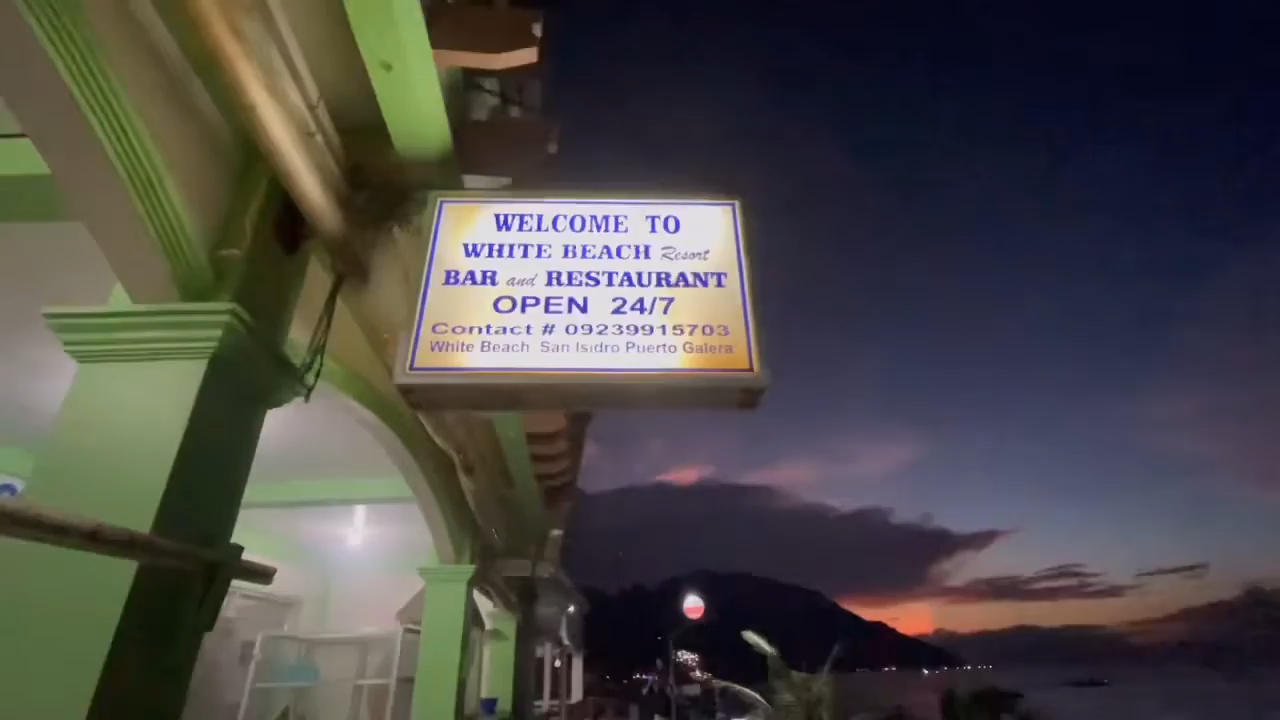 WELCOME TO
WHITE BEACH Resort
BAR and RESTAURANT
OPEN 24/7
Contact # 09239915703
White Beach San Isidro Puerto Galera